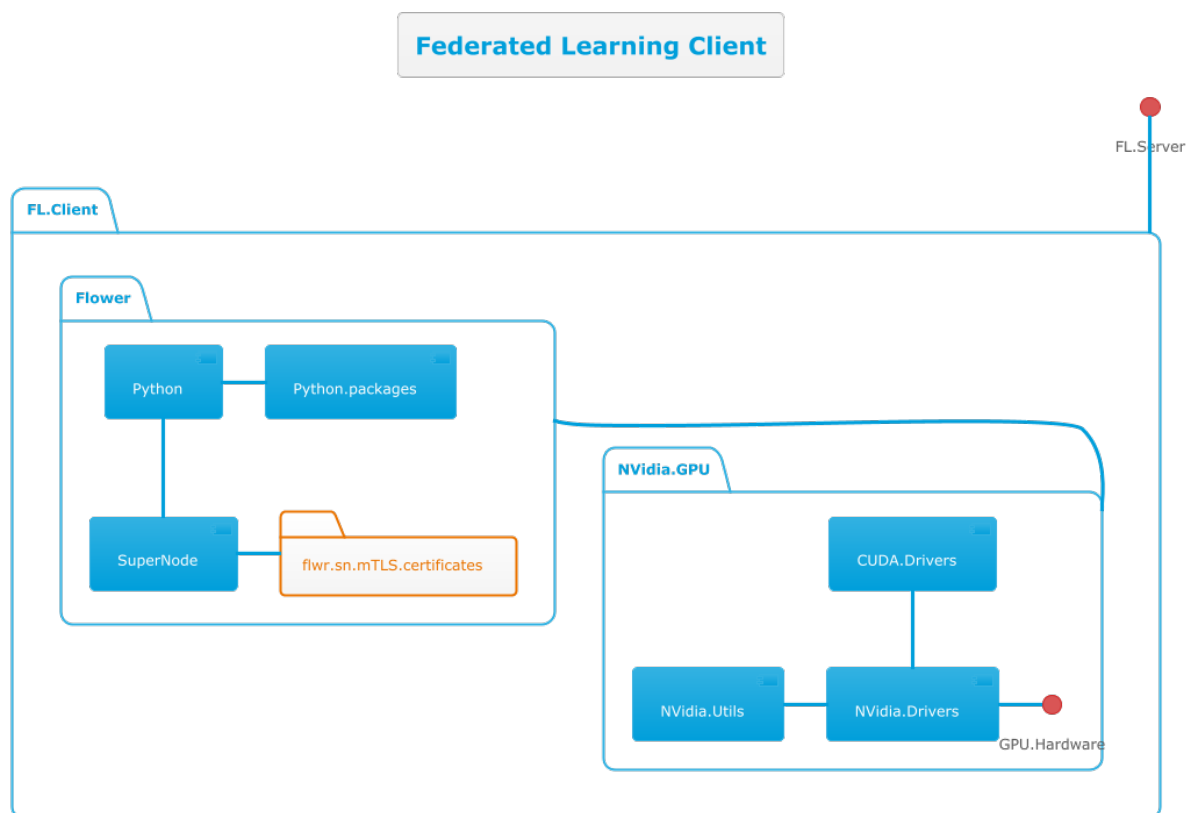 Federated Learning Client
FL.Server
FL.Client
Flower
Python
Python.packages
SuperNode
flwr.sn.mTLS.certificates
NVidia.GPU
CUDA.Drivers
NVidia.Utils
NVidia.Drivers
GPU.Hardware